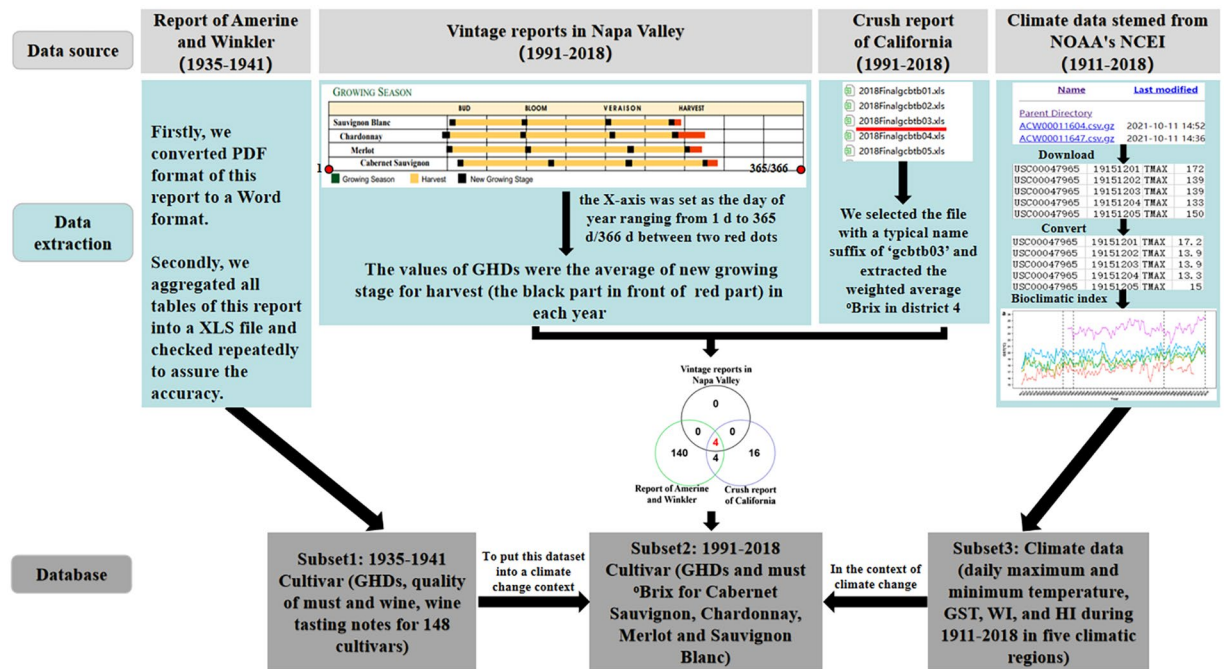 Data source
Report of Amerine
and Winkler
(1935-1941)
Vintage reports in Napa Valley
(1991-2018)
Crush report
of California
(1991-2018)
Climate data stemed from
NOAA's NCEI
(1911-2018)
Data
extraction
Firstly, we
converted PDF
format of this
report to a Word
format.
Secondly, we
aggregated all
tables of this report
into a XLS file and
checked repeatedly
to assure the
accuracy.
GROWING SEASON
BUD BLOOM VERAISON HARVEST
Sauvignon Blanc
Chardonnay
Merlot
Cabernet Sauvignon
1 365/366
Growing Season Harvest New Growing Stage
the X-axis was set as the day of
year ranging from 1 d to 365
d/366 d between two red dots
The values of GHDs were the average of new growing
stage for harvest (the black part in front of red part) in
each year
2018Finalgcbtb01.xls
2018Finalgcbtb02.xls
2018Finalgcbtb03.xls
2018Finalgcbtb04.xls
2018Finalgcbtb05.xls
We selected the file
with a typical name
suffix of ‘gcbtb03’ and
extracted the
weighted average
°Brix in district 4
Name Last modified
Parent Directory
ACW00011604.csv.gz 2021-10-11 14:52
ACW00011647.csv.gz 2021-10-11 14:36
Download
USC00047965 19151201 TMAX 172
USC00047965 19151202 TMAX 139
USC00047965 19151203 TMAX 139
USC00047965 19151204 TMAX 133
USC00047965 19151205 TMAX 150
Convert
USC00047965 19151201 TMAX 17.2
USC00047965 19151202 TMAX 13.9
USC00047965 19151203 TMAX 13.9
USC00047965 19151204 TMAX 13.3
USC00047965 19151205 TMAX 15
Bioclimatic index
Vintage reports in
Napa Valley
0
0 0
4
140 4 16
Report of Amerine
and Winkler
Crush report
of California
Database
Subset1: 1935-1941
Cultivar (GHDs, quality
of must and wine, wine
tasting notes for 148
cultivars)
To put this dataset
into a climate
change context
Subset2: 1991-2018
Cultivar (GHDs and must
°Brix for Cabernet
Sauvignon, Chardonnay,
Merlot and Sauvignon
Blanc)
In the context of
climate change
Subset3: Climate data
(daily maximum and
minimum temperature,
GST, WI, and HI during
1911-2018 in five climatic
regions)